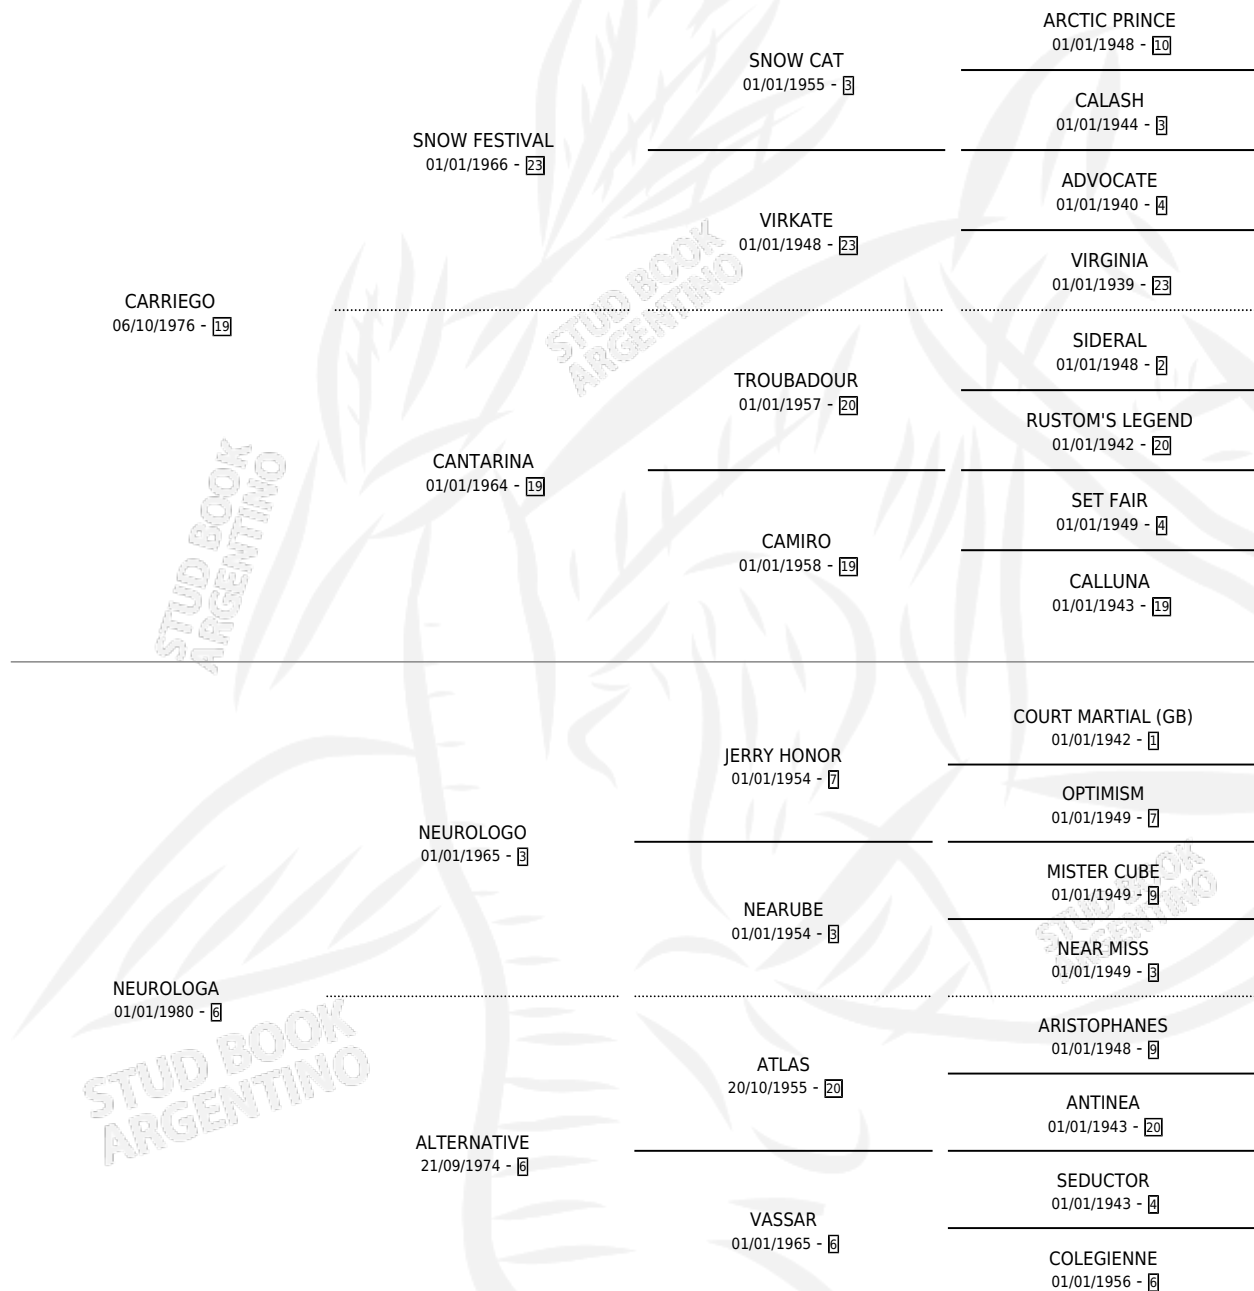 ARCTIC PRINCE
01/01/1948 - 10
SNOW CAT
01/01/1955 - 3
CALASH
01/01/1944 - 3
SNOW FESTIVAL
01/01/1966 - 23
ADVOCATE
01/01/1940 - 4
VIRKATE
01/01/1948 - 23
VIRGINIA
01/01/1939 - 23
CARRIEGO
06/10/1976 - 19
SIDERAL
01/01/1948 - 2
TROUBADOUR
01/01/1957 - 20
RUSTOM'S LEGEND
01/01/1942 - 20
CANTARINA
01/01/1964 - 19
SET FAIR
01/01/1949 - 4
CAMIRO
01/01/1958 - 19
CALLUNA
01/01/1943 - 19
COURT MARTIAL (GB)
01/01/1942 - 1
JERRY HONOR
01/01/1954 - 7
OPTIMISM
01/01/1949 - 7
NEUROLOGO
01/01/1965 - 3
MISTER CUBE
01/01/1949 - 9
NEARUBE
01/01/1954 - 3
NEAR MISS
01/01/1949 - 3
NEUROLOGA
01/01/1980 - 6
ARISTOPHANES
01/01/1948 - 9
ATLAS
20/10/1955 - 20
ANTINEA
01/01/1943 - 20
ALTERNATIVE
21/09/1974 - 6
SEDUCTOR
01/01/1943 - 4
VASSAR
01/01/1965 - 6
COLEGIENNE
01/01/1956 - 6
STUD BOOK
ARGENTINO
STUD BOOK
ARGENTINO
STUD BOOK
ARGENTINO
STUD BOOK
ARGENTINO